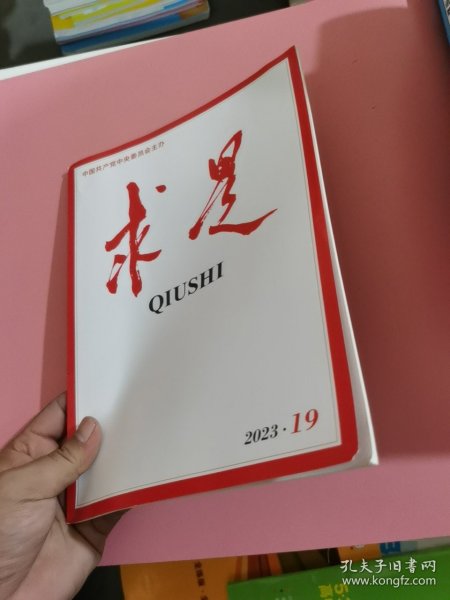 中国共产党中央委员会主办
求是
QIUSHI
2023·19
孔夫子旧书网
www.kongfz.com